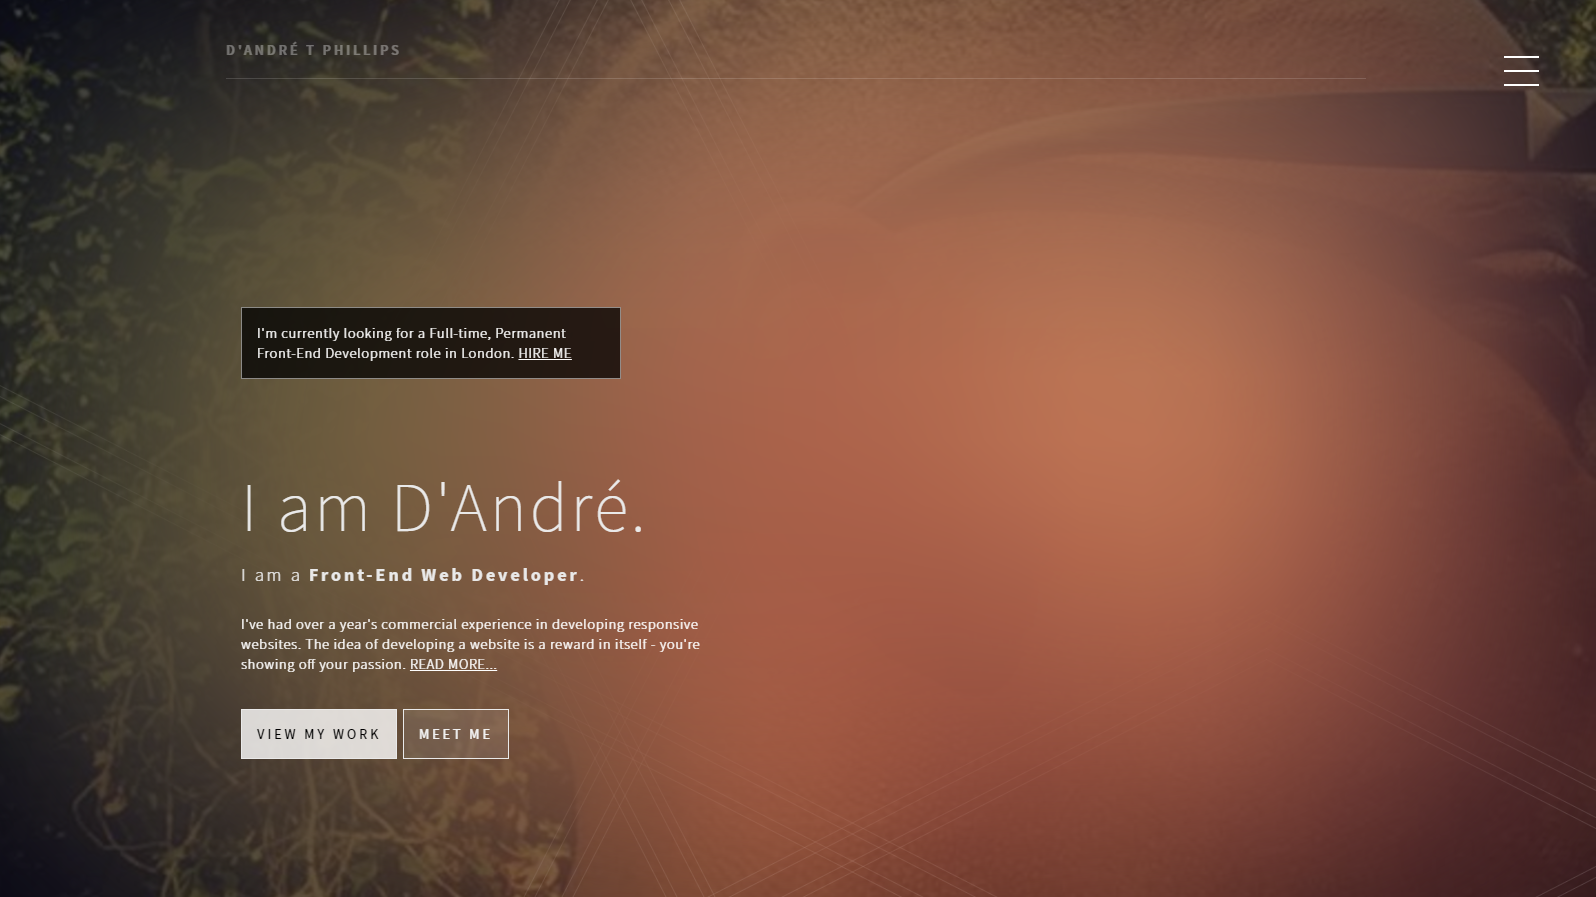 D'ANDRÉ T PHILLIPS
I'm currently looking for a Full-time, Permanent
Front-End Development role in London. HIRE ME
I am D'André.
I am a Front-End Web Developer.
I've had over a year's commercial experience in developing responsive
websites. The idea of developing a website is a reward in itself - you're
showing off your passion. READ MORE...
VIEW MY WORK
MEET ME